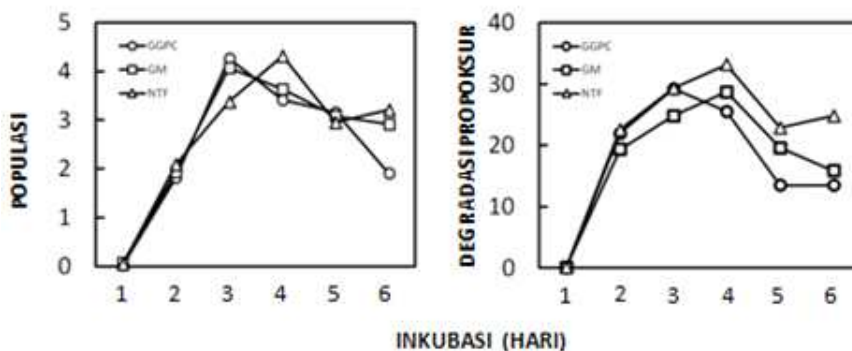 POPULASI
5
4
3
2
1
0
GGPC
GM
NTF
1 2 3 4 5 6
DEGRADASI PROPOKSUR
40
30
20
10
0
GGPC
GM
NTF
1 2 3 4 5 6
INKUBASI (HARI)